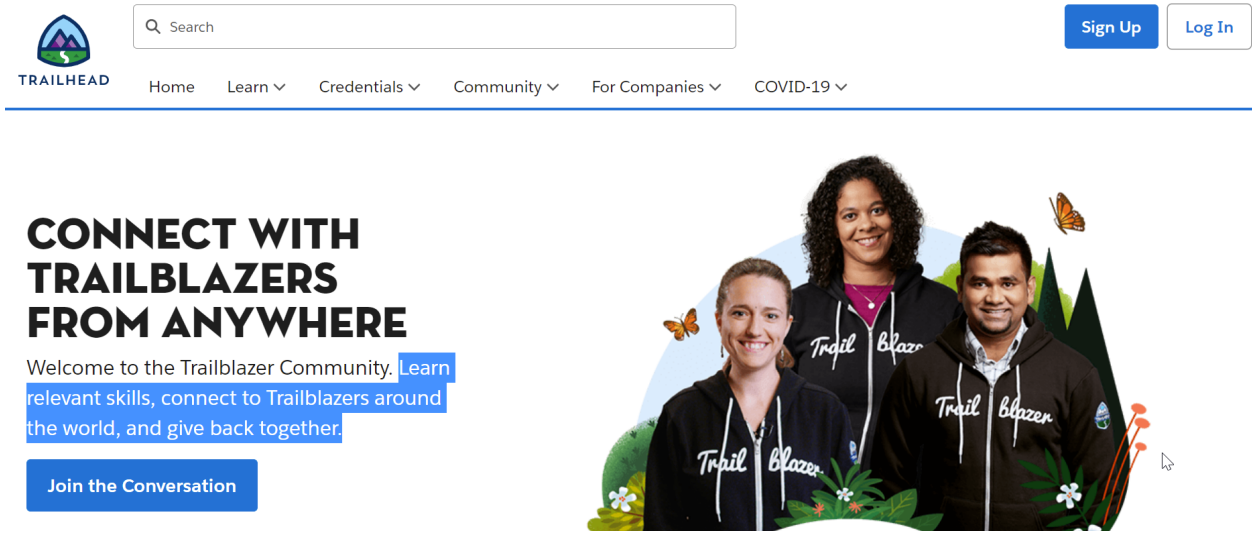 Search
Sign Up
Log In
TRAILHEAD
Home Learn Credentials Community For Companies COVID-19
CONNECT WITH
TRAILBLAZERS
FROM ANYWHERE
Welcome to the Trailblazer Community. Learn
relevant skills, connect to Trailblazers around
the world, and give back together.
Join the Conversation
Trail Blaze
Trail Blazer
Trail Blazer